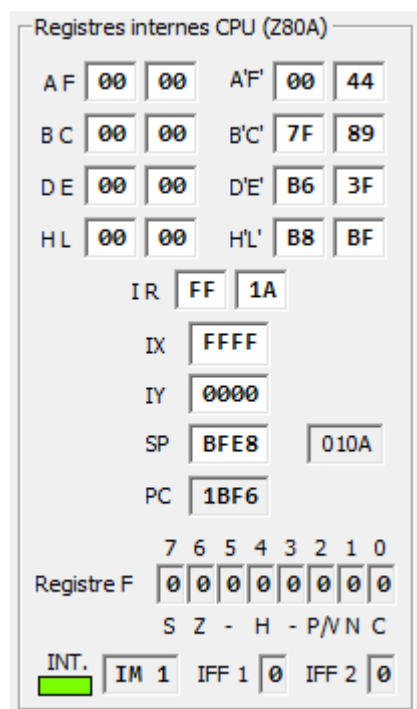 Registres internes CPU (Z80A)
A F 00 00 A'F' 00 44
B C 00 00 B'C' 7F 89
D E 00 00 D'E' B6 3F
H L 00 00 H'L' B8 BF
I R FF 1A
IX FFFF
IY 0000
SP BFE8 010A
PC 1BF6
7 6 5 4 3 2 1 0
Registre F 0 0 0 0 0 0 0 0
S Z - H - P/V N C
INT. IM 1 IFF 1 0 IFF 2 0